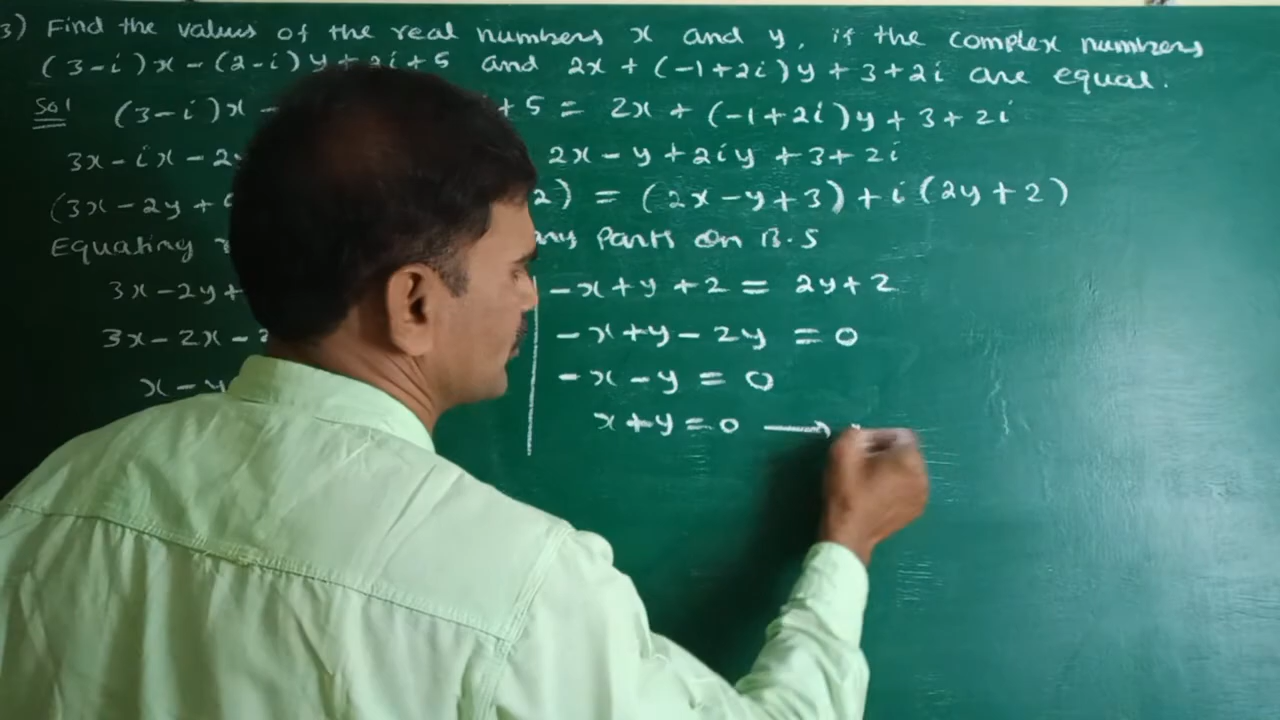 3) Find the values of the real numbers x and y, if the complex numbers
(3-i)x-(2-i)y+2i+5 and 2x+(-1+2i)y+3+2i are equal.
Sol (3-i)x- +5 = 2x+(-1+2i)y+3+2i
3x-ix-2 2x-y+2iy+3+2i
(3x-2y+ 2) = (2x-y+3)+i(2y+2)
Equating Parts on B.S
3x-2y+ -x+y+2 = 2y+2
3x-2x- -x+y-2y = 0
x- -x-y = 0
x+y=0 →